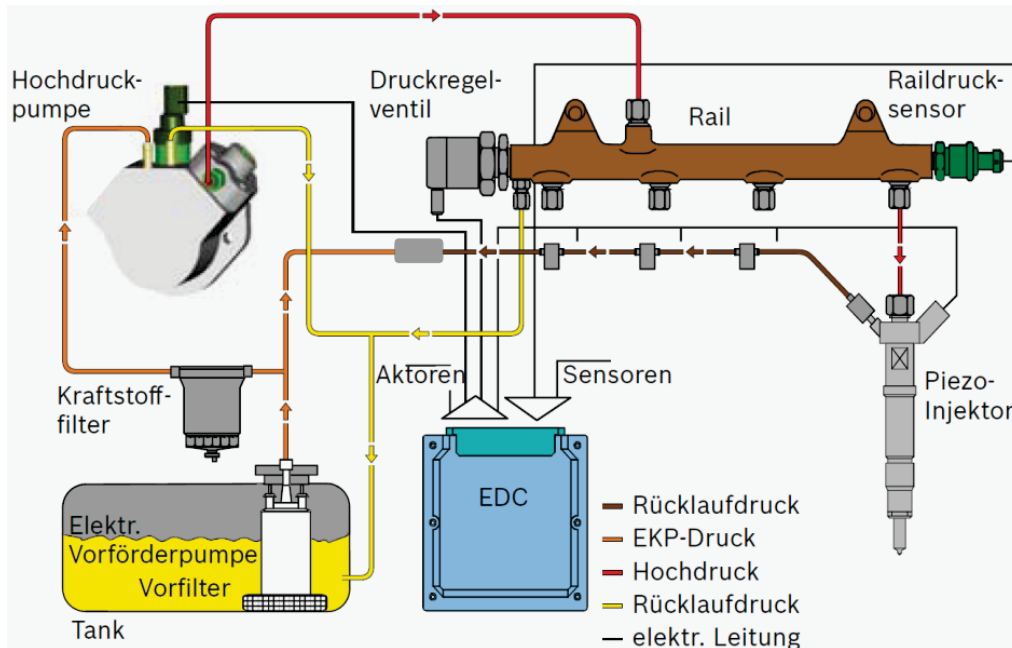 Hochdruck-
pumpe
Druckregel-
ventil
Rail
Raildruck-
sensor
Kraftstoff-
filter
Aktoren
Sensoren
Piezo-
Injektor
EDC
Elektr.
Vorförderpumpe
Vorfilter
Tank
Rücklaufdruck
EKP-Druck
Hochdruck
Rücklaufdruck
elektr. Leitung